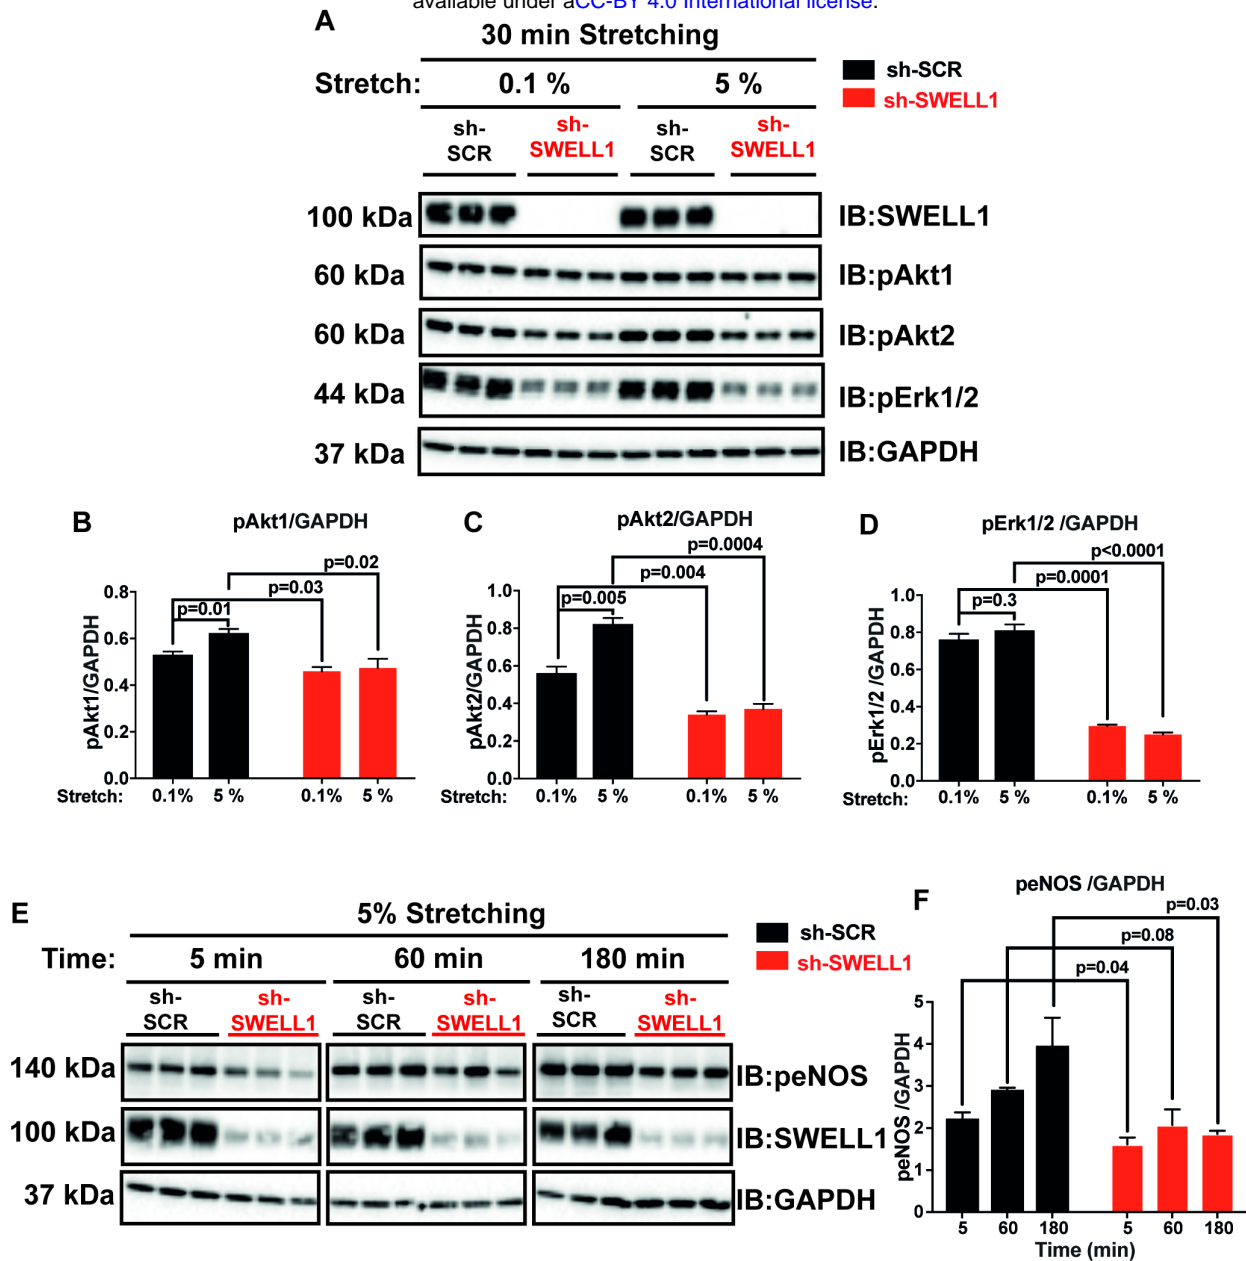 available under aCC-BY 4.0 International license.
A
30 min Stretching
Stretch: 0.1 % 5 %
sh-SCR
sh-SWELL1
sh- sh- sh- sh-
SCR SWELL1 SCR SWELL1
100 kDa IB:SWELL1
60 kDa IB:pAkt1
60 kDa IB:pAkt2
44 kDa IB:pErk1/2
37 kDa IB:GAPDH
B
pAkt1/GAPDH
p=0.02
p=0.03
p=0.01
pAkt1/GAPDH
0.8
0.6
0.4
0.2
0.0
Stretch: 0.1% 5 % 0.1% 5 %
C
pAkt2/GAPDH
p=0.0004
p=0.004
p=0.005
pAkt2/GAPDH
1.0
0.8
0.6
0.4
0.2
0.0
Stretch: 0.1% 5 % 0.1% 5 %
D
pErk1/2 /GAPDH
p<0.0001
p=0.0001
p=0.3
pErk1/2 /GAPDH
1.0
0.8
0.6
0.4
0.2
0.0
Stretch: 0.1% 5 % 0.1% 5 %
E
5% Stretching
Time: 5 min 60 min 180 min
sh-SCR
sh-SWELL1
sh- sh- sh- sh- sh- sh-
SCR SWELL1 SCR SWELL1 SCR SWELL1
140 kDa IB:peNOS
100 kDa IB:SWELL1
37 kDa IB:GAPDH
F
peNOS /GAPDH
p=0.03
p=0.08
p=0.04
peNOS /GAPDH
5
4
3
2
1
0
5 60 180 5 60 180
Time (min)